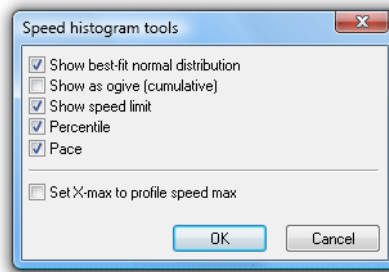 Speed histogram tools
Show best-fit normal distribution
Show as ogive (cumulative)
Show speed limit
Percentile
Pace
Set X-max to profile speed max
OK Cancel